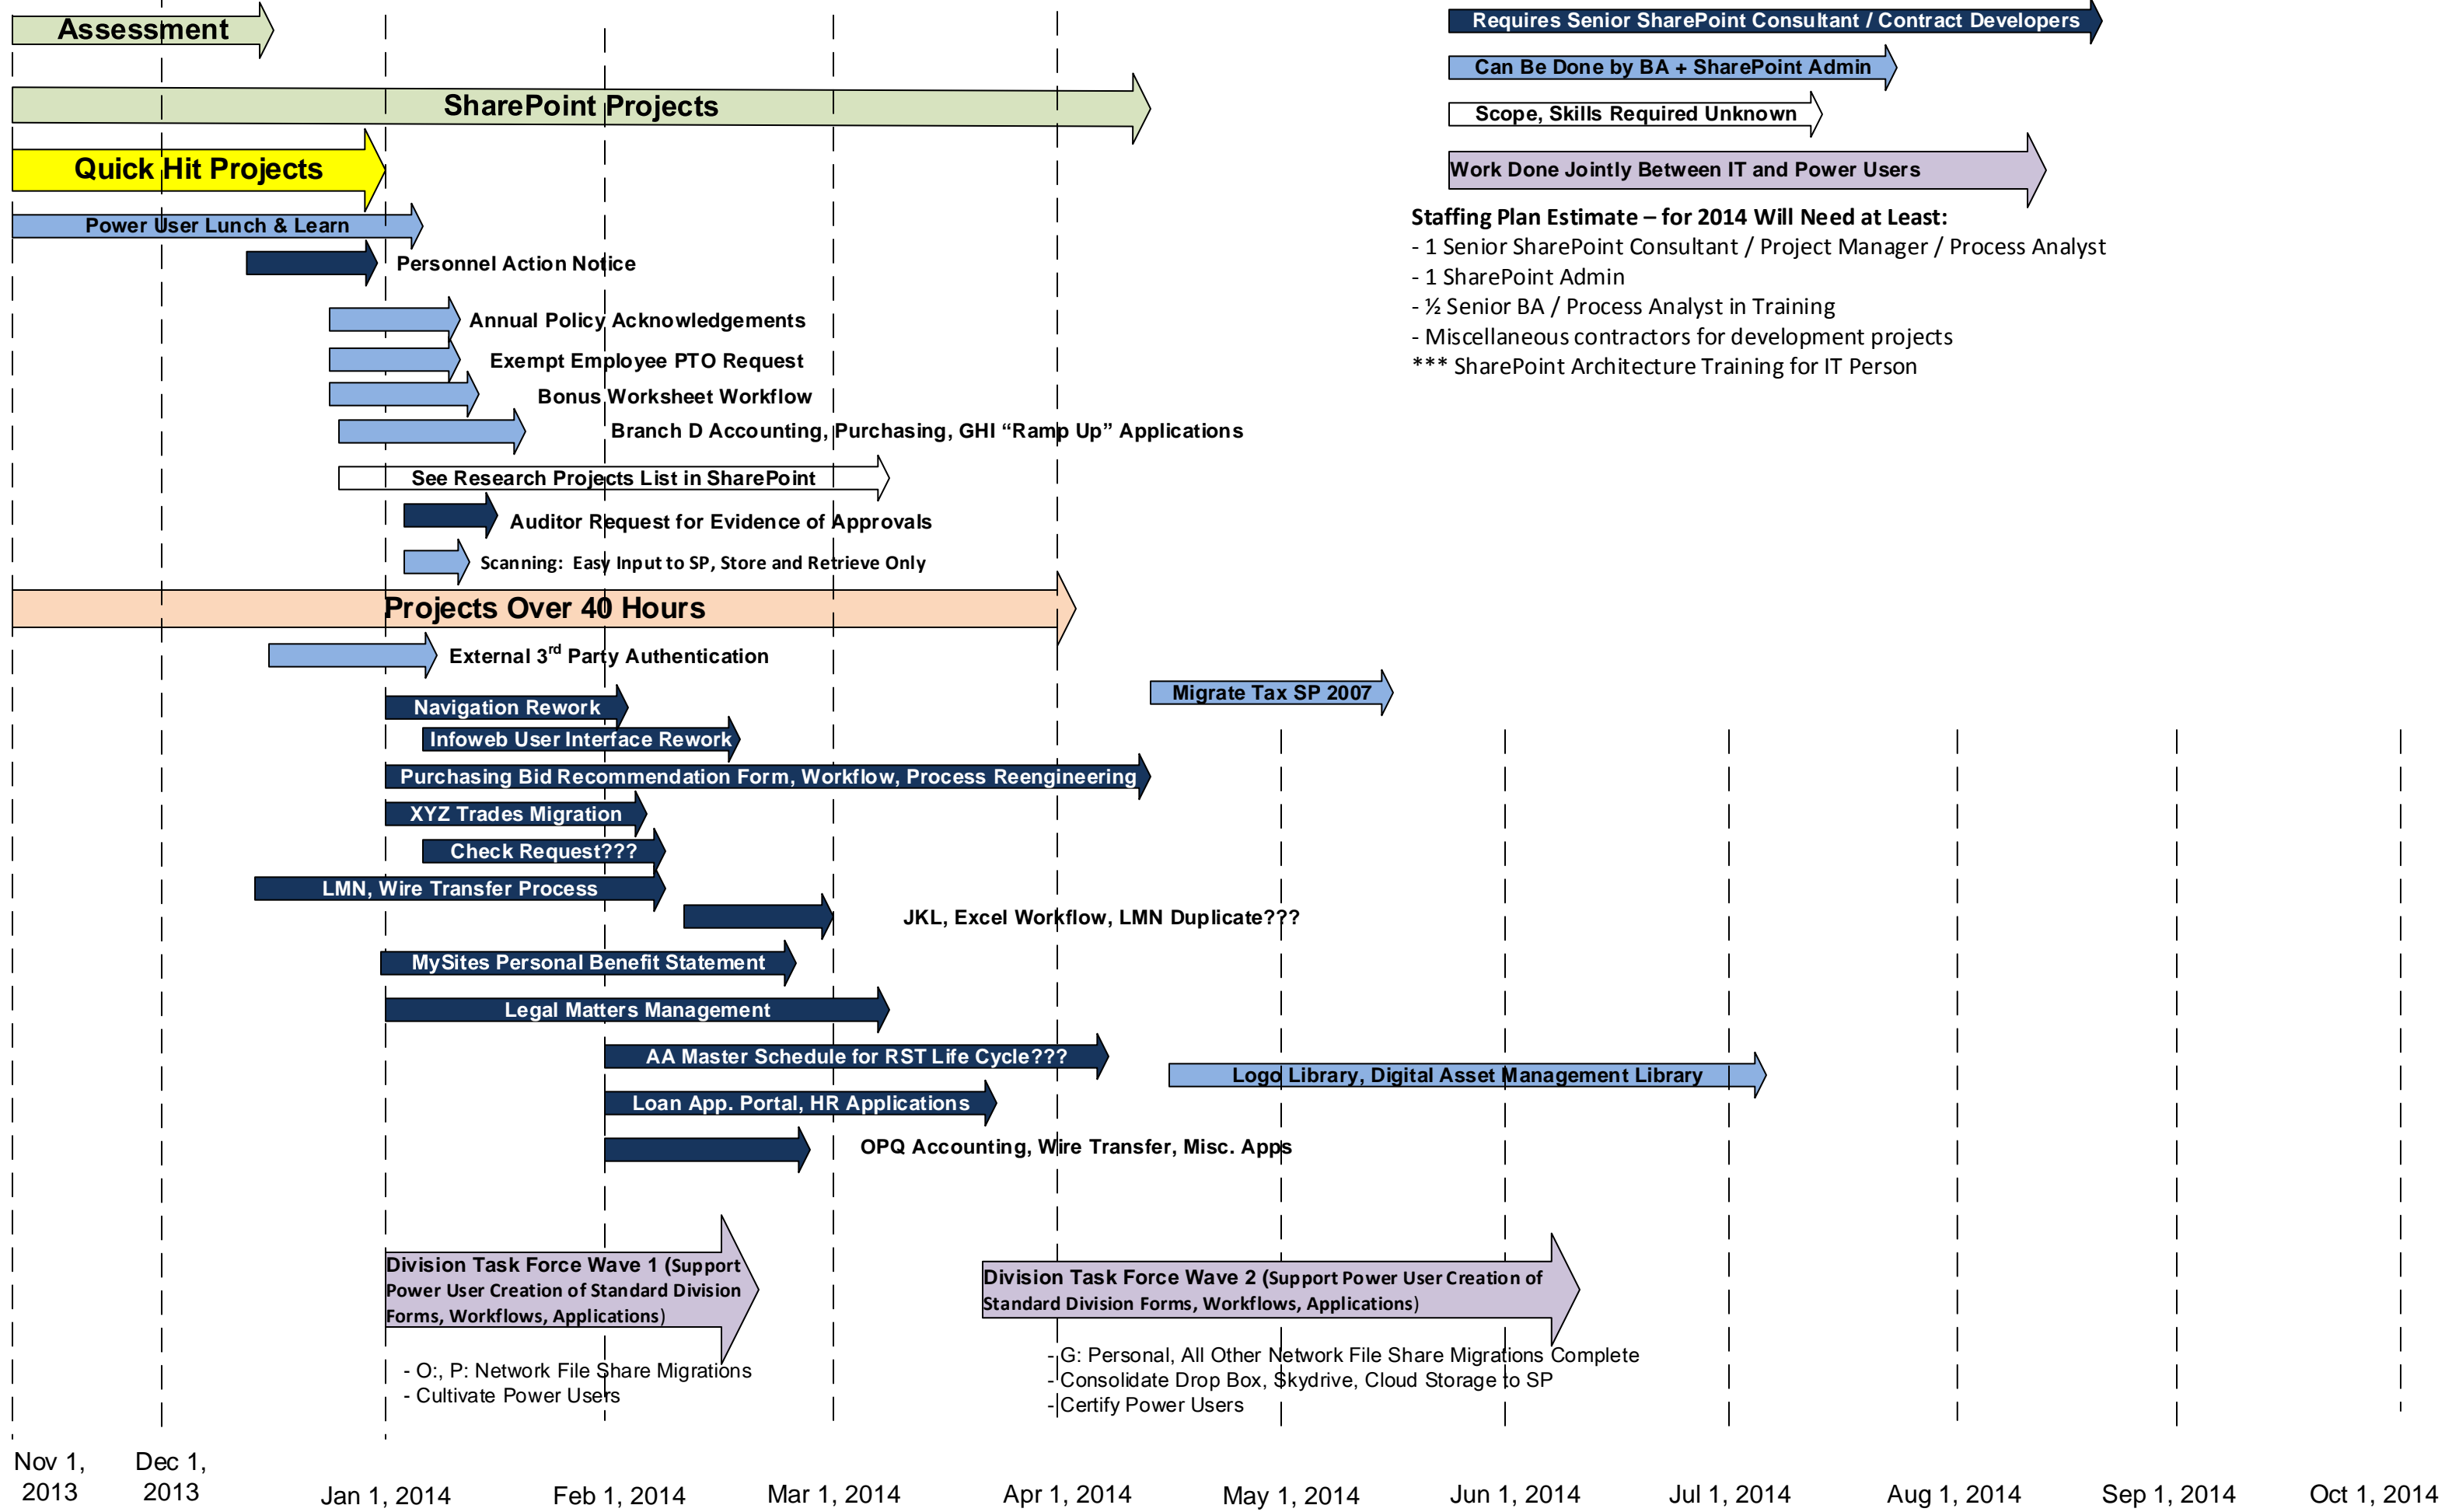 Assessment
SharePoint Projects
Quick Hit Projects
Power User Lunch & Learn
Personnel Action Notice
Annual Policy Acknowledgements
Exempt Employee PTO Request
Bonus Worksheet Workflow
Branch D Accounting, Purchasing, GHI “Ramp Up” Applications
See Research Projects List in SharePoint
Auditor Request for Evidence of Approvals
Scanning: Easy Input to SP, Store and Retrieve Only
Requires Senior SharePoint Consultant / Contract Developers
Can Be Done by BA + SharePoint Admin
Scope, Skills Required Unknown
Work Done Jointly Between IT and Power Users
Staffing Plan Estimate – for 2014 Will Need at Least:
- 1 Senior SharePoint Consultant / Project Manager / Process Analyst
- 1 SharePoint Admin
- ½ Senior BA / Process Analyst in Training
- Miscellaneous contractors for development projects
*** SharePoint Architecture Training for IT Person
Projects Over 40 Hours
External 3rd Party Authentication
Migrate Tax SP 2007
Navigation Rework
Infoweb User Interface Rework
Purchasing Bid Recommendation Form, Workflow, Process Reengineering
XYZ Trades Migration
Check Request???
LMN, Wire Transfer Process
JKL, Excel Workflow, LMN Duplicate???
MySites Personal Benefit Statement
Legal Matters Management
AA Master Schedule for RST Life Cycle???
Logo Library, Digital Asset Management Library
Loan App. Portal, HR Applications
OPQ Accounting, Wire Transfer, Misc. Apps
Division Task Force Wave 1 (Support
Power User Creation of Standard Division
Forms, Workflows, Applications)
- O:, P: Network File Share Migrations
- Cultivate Power Users
Division Task Force Wave 2 (Support Power User Creation of
Standard Division Forms, Workflows, Applications)
- G: Personal, All Other Network File Share Migrations Complete
- Consolidate Drop Box, Skydrive, Cloud Storage to SP
- Certify Power Users
Nov 1,
2013
Dec 1,
2013
Jan 1, 2014
Feb 1, 2014
Mar 1, 2014
Apr 1, 2014
May 1, 2014
Jun 1, 2014
Jul 1, 2014
Aug 1, 2014
Sep 1, 2014
Oct 1, 2014